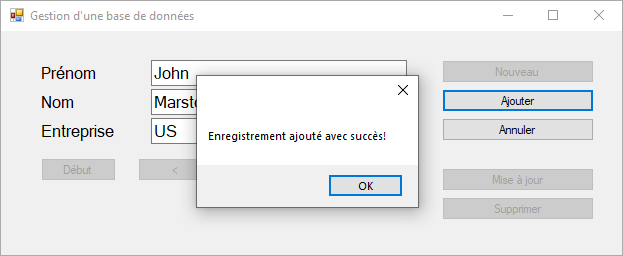 Gestion d'une base de données
Prénom John Nouveau
Nom Ajouter
Entreprise US Annuler
Enregistrement ajouté avec succès!
Début < Mise à jour
OK
Supprimer